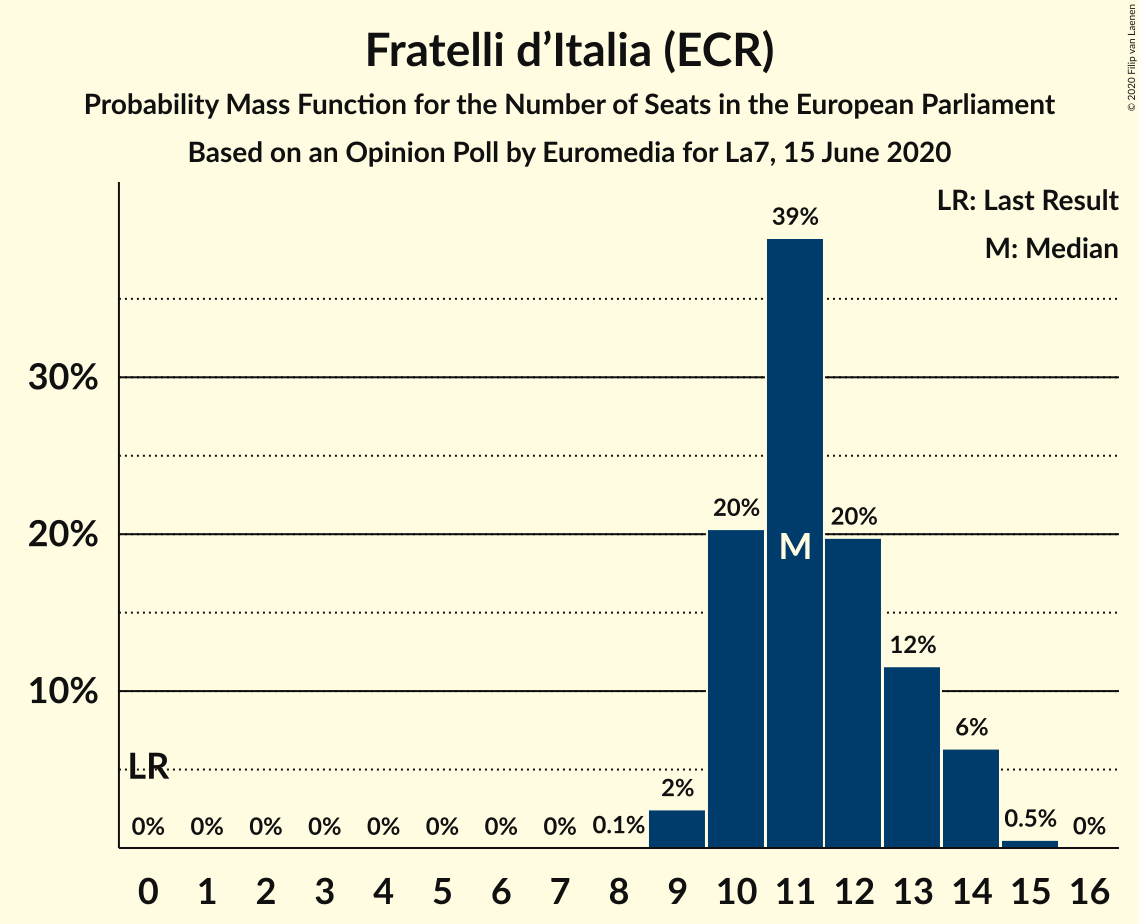 Fratelli d’Italia (ECR)
Probability Mass Function for the Number of Seats in the European Parliament
Based on an Opinion Poll by Euromedia for La7, 15 June 2020
© 2020 Filip van Laenen
LR: Last Result
M: Median
39%
30%
20%
20%
20%
M
12%
10%
6%
LR
2%
0% 0% 0% 0% 0% 0% 0% 0% 0.1% 0.5% 0%
0 1 2 3 4 5 6 7 8 9 10 11 12 13 14 15 16